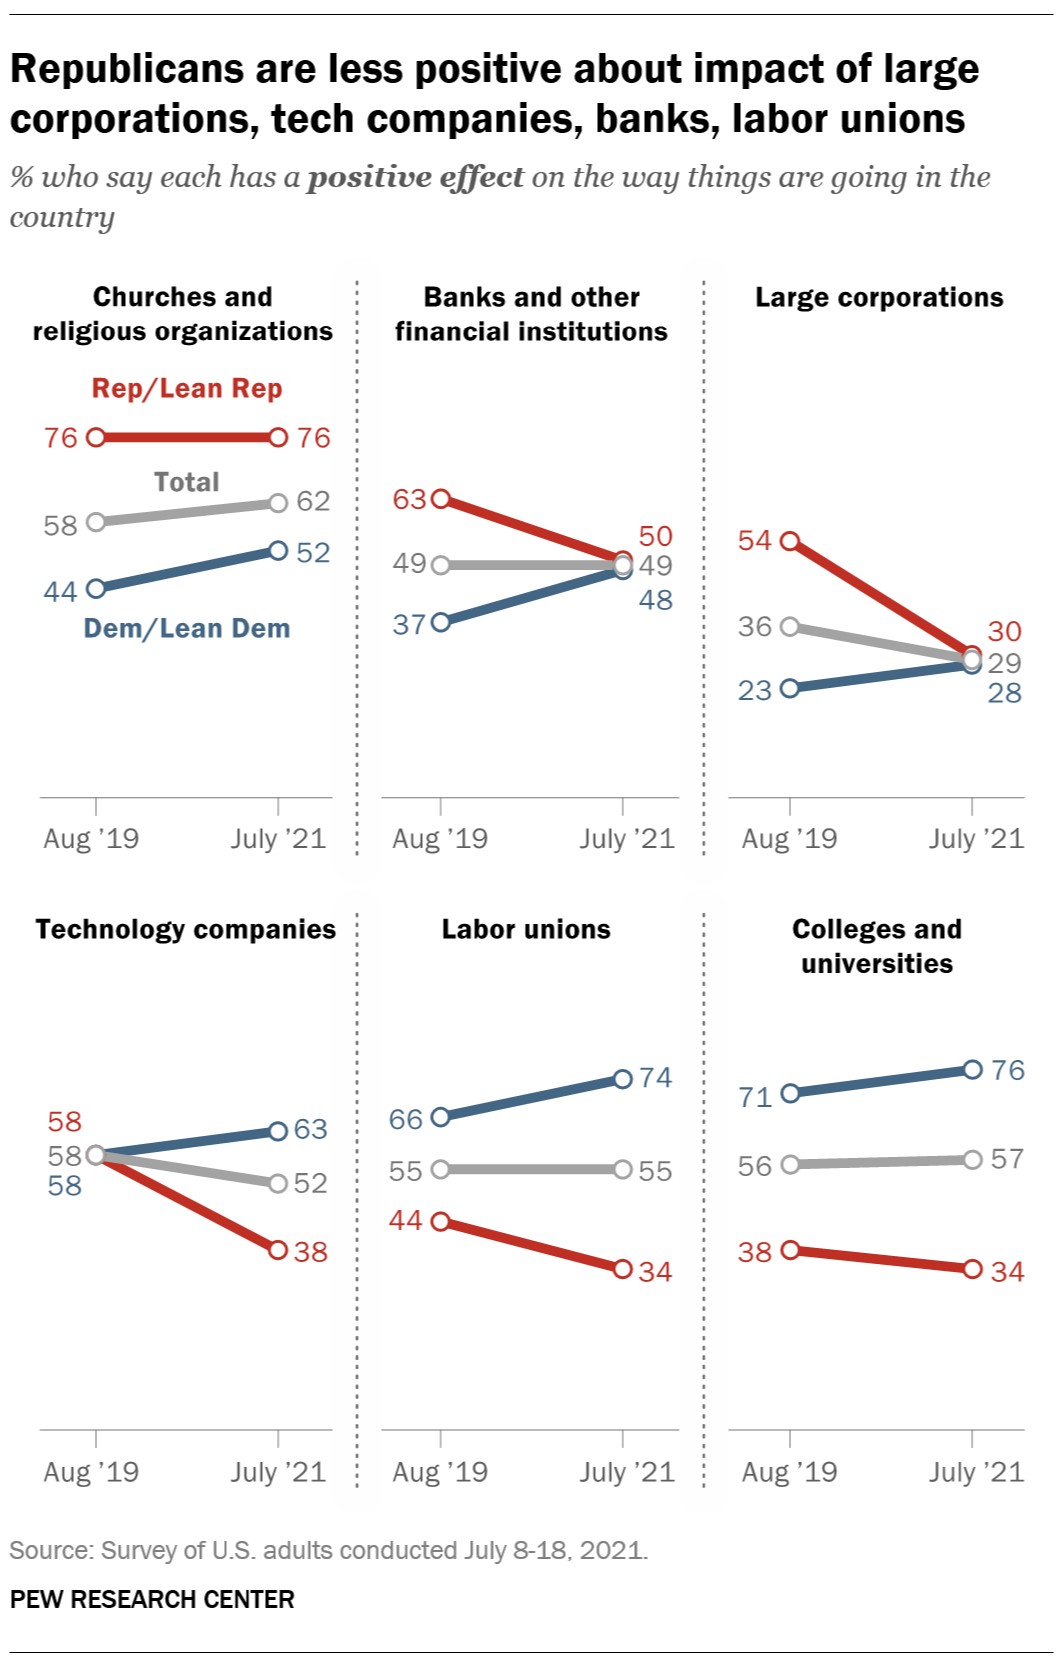 Republicans are less positive about impact of large
corporations, tech companies, banks, labor unions
% who say each has a positive effect on the way things are going in the
country
Churches and
religious organizations
Rep/Lean Rep
76
76
Total
58
62
44
52
Dem/Lean Dem
Aug ’19
July ’21
Banks and other
financial institutions
63
50
49
49
37
48
Aug ’19
July ’21
Large corporations
54
30
36
29
23
28
Aug ’19
July ’21
Technology companies
58
58
58
63
52
38
Aug ’19
July ’21
Labor unions
66
74
55
55
44
34
Aug ’19
July ’21
Colleges and
universities
71
76
56
57
38
34
Aug ’19
July ’21
Source: Survey of U.S. adults conducted July 8-18, 2021.
PEW RESEARCH CENTER